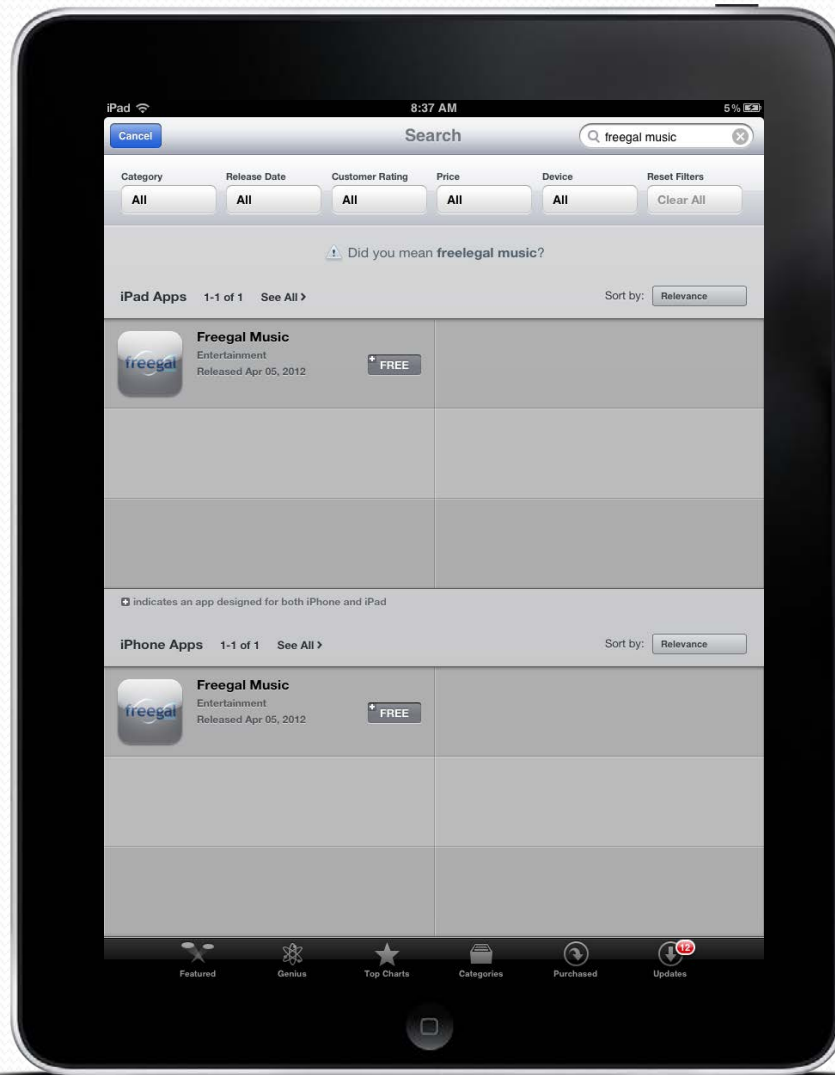 iPad 8:37 AM 5%
Cancel Search freegal music
Category Release Date Customer Rating Price Device Reset Filters
All All All All All Clear All
Did you mean freelegal music?
iPad Apps 1-1 of 1 See All › Sort by: Relevance
freegal
Freegal Music
Entertainment
Released Apr 05, 2012
+ FREE
+ indicates an app designed for both iPhone and iPad
iPhone Apps 1-1 of 1 See All › Sort by: Relevance
freegal
Freegal Music
Entertainment
Released Apr 05, 2012
+ FREE
Featured Genius Top Charts Categories Purchased Updates
12